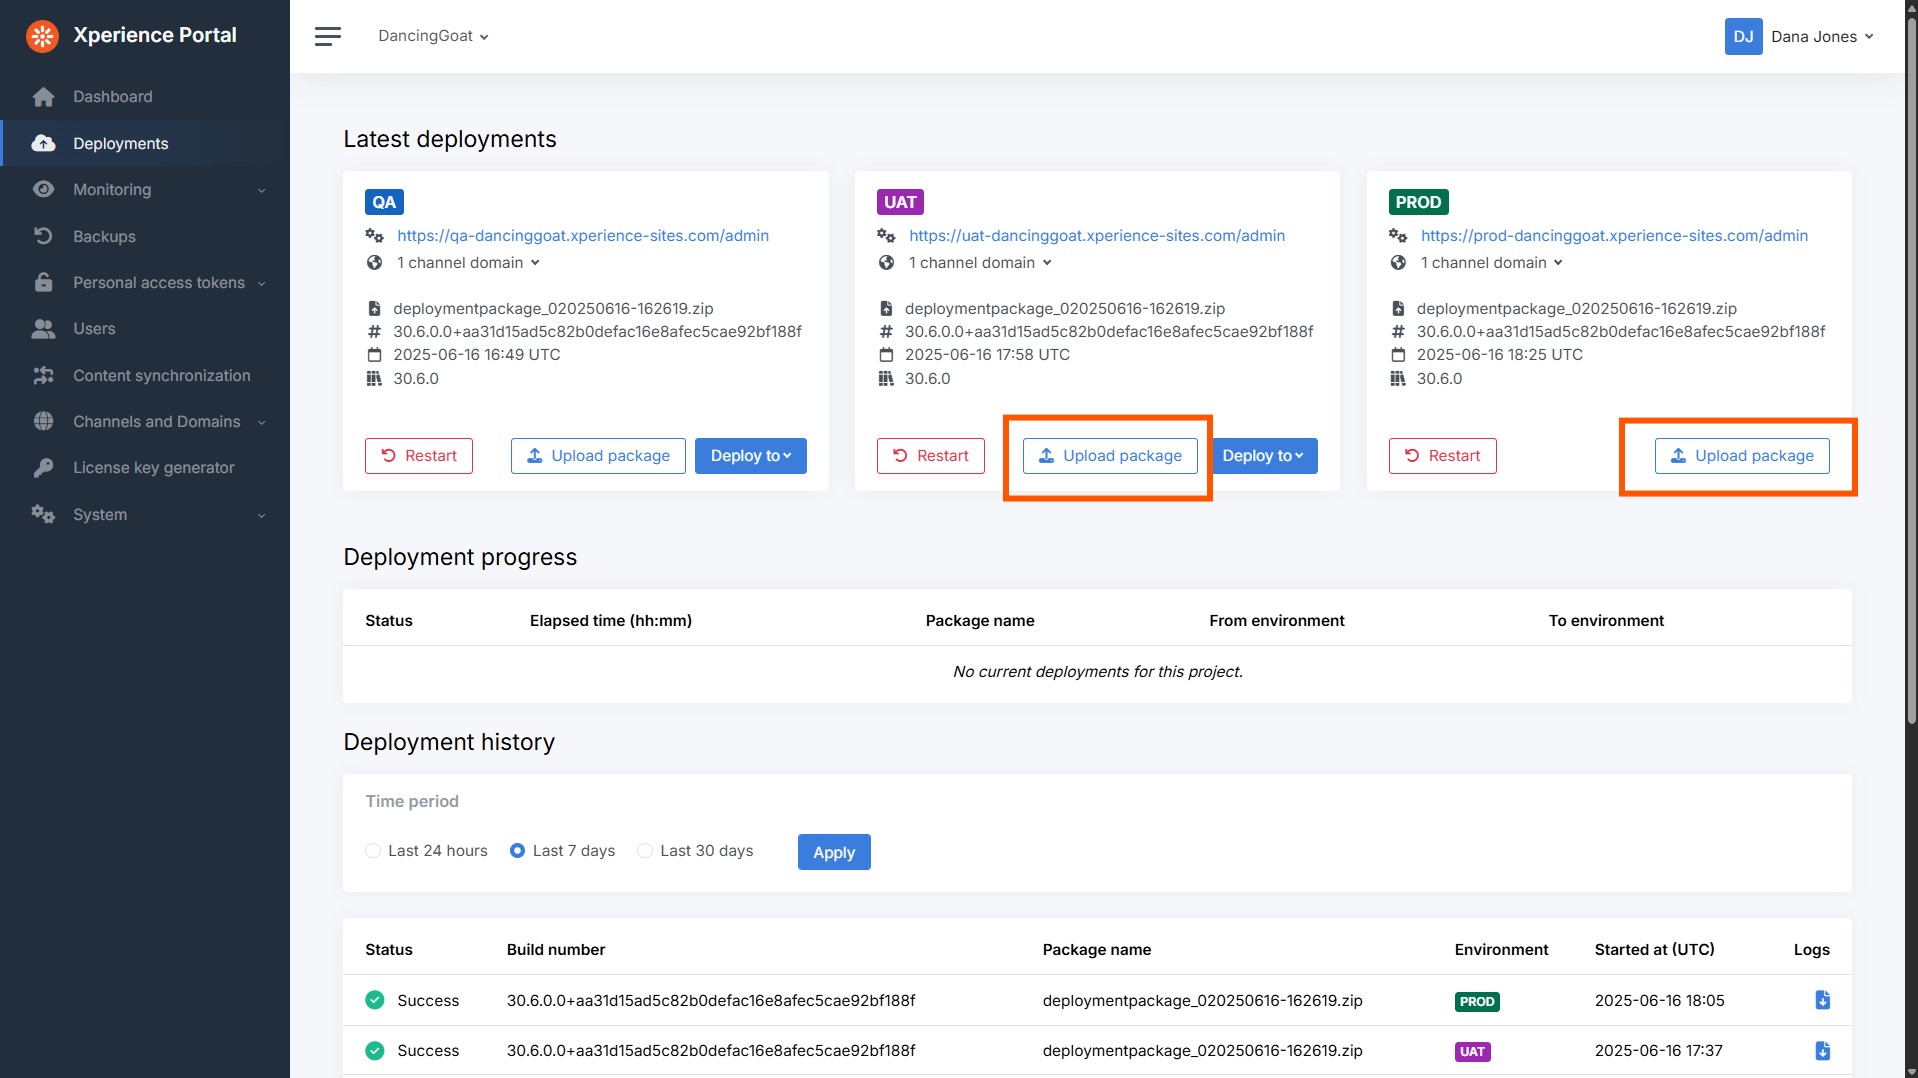 Xperience Portal
Dashboard
Deployments
Monitoring
Backups
Personal access tokens
Users
Content synchronization
Channels and Domains
License key generator
System
DancingGoat
DJ Dana Jones
Latest deployments
QA
https://qa-dancinggoat.xperience-sites.com/admin
1 channel domain
deploymentpackage_020250616-162619.zip
30.6.0.0+aa31d15ad5c82b0defac16e8afec5cae92bf188f
2025-06-16 16:49 UTC
30.6.0
Restart Upload package Deploy to
UAT
https://uat-dancinggoat.xperience-sites.com/admin
1 channel domain
deploymentpackage_020250616-162619.zip
30.6.0.0+aa31d15ad5c82b0defac16e8afec5cae92bf188f
2025-06-16 17:58 UTC
30.6.0
Restart Upload package Deploy to
PROD
https://prod-dancinggoat.xperience-sites.com/admin
1 channel domain
deploymentpackage_020250616-162619.zip
30.6.0.0+aa31d15ad5c82b0defac16e8afec5cae92bf188f
2025-06-16 18:25 UTC
30.6.0
Restart Upload package
Deployment progress
Status Elapsed time (hh:mm) Package name From environment To environment
No current deployments for this project.
Deployment history
Time period
Last 24 hours Last 7 days Last 30 days Apply
Status Build number Package name Environment Started at (UTC) Logs
Success 30.6.0.0+aa31d15ad5c82b0defac16e8afec5cae92bf188f deploymentpackage_020250616-162619.zip PROD 2025-06-16 18:05
Success 30.6.0.0+aa31d15ad5c82b0defac16e8afec5cae92bf188f deploymentpackage_020250616-162619.zip UAT 2025-06-16 17:37